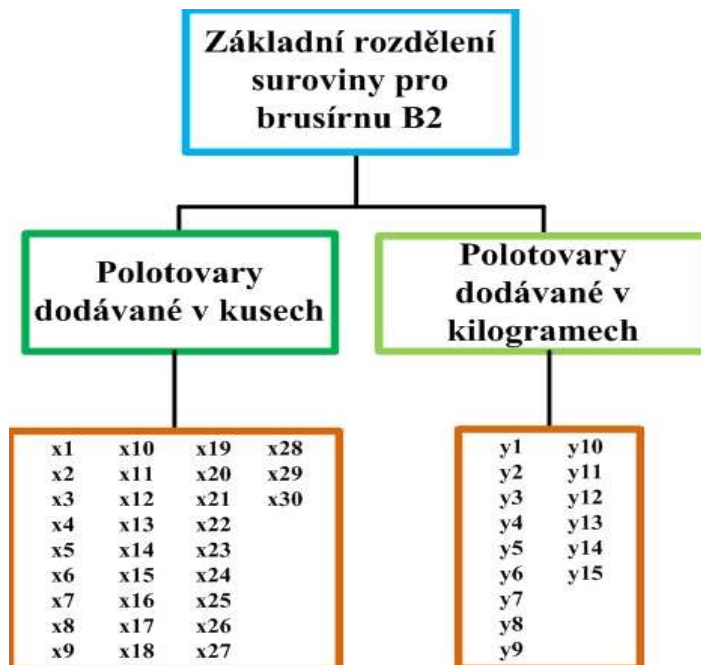 Základní rozdělení
suroviny pro
brusírnu B2
Polotovary
dodávané v kusech
Polotovary
dodávané v
kilogramech
x1 x10 x19 x28
x2 x11 x20 x29
x3 x12 x21 x30
x4 x13 x22
x5 x14 x23
x6 x15 x24
x7 x16 x25
x8 x17 x26
x9 x18 x27
y1 y10
y2 y11
y3 y12
y4 y13
y5 y14
y6 y15
y7
y8
y9